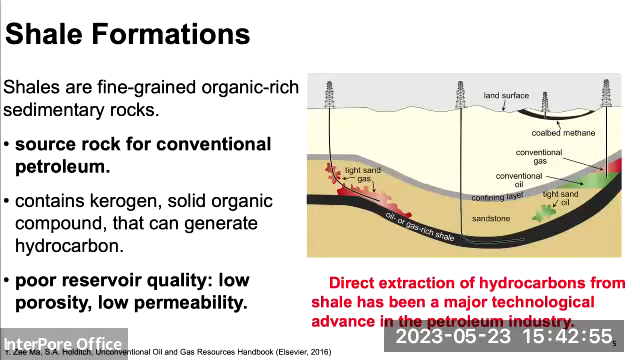 Shale Formations
Shales are fine-grained organic-rich
sedimentary rocks.
• source rock for conventional
petroleum.
• contains kerogen, solid organic
compound, that can generate
hydrocarbon.
• poor reservoir quality: low
porosity, low permeability.
land surface
coalbed methane
conventional
gas
tight sand
gas
conventional
oil
confining layer
tight sand
oil
sandstone
oil- or gas-rich shale
Direct extraction of hydrocarbons from
shale has been a major technological
advance in the petroleum industry.
5
InterPore Office
2023-05-23 15:42:55
Y. Zee Ma, S.A. Holditch, Unconventional Oil and Gas Resources Handbook (Elsevier, 2016)